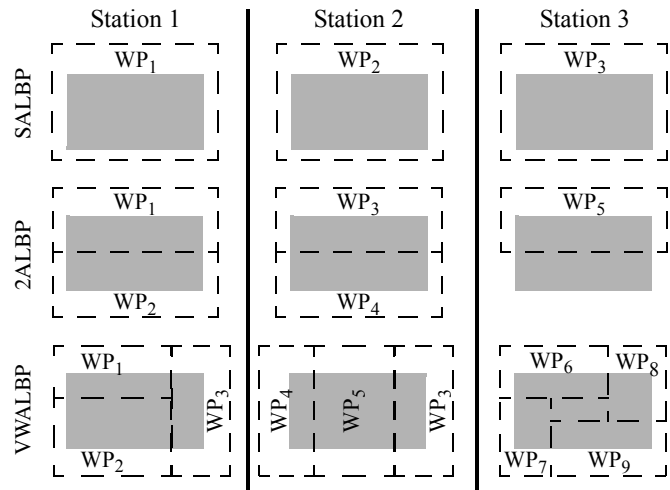 Station 1 Station 2 Station 3
SALBP
WP1 WP2 WP3
2ALBP
WP1 WP3 WP5
WP2 WP4
VWALBP
WP1 WP6 WP8
WP3 WP4 WP5 WP3
WP2 WP7 WP9